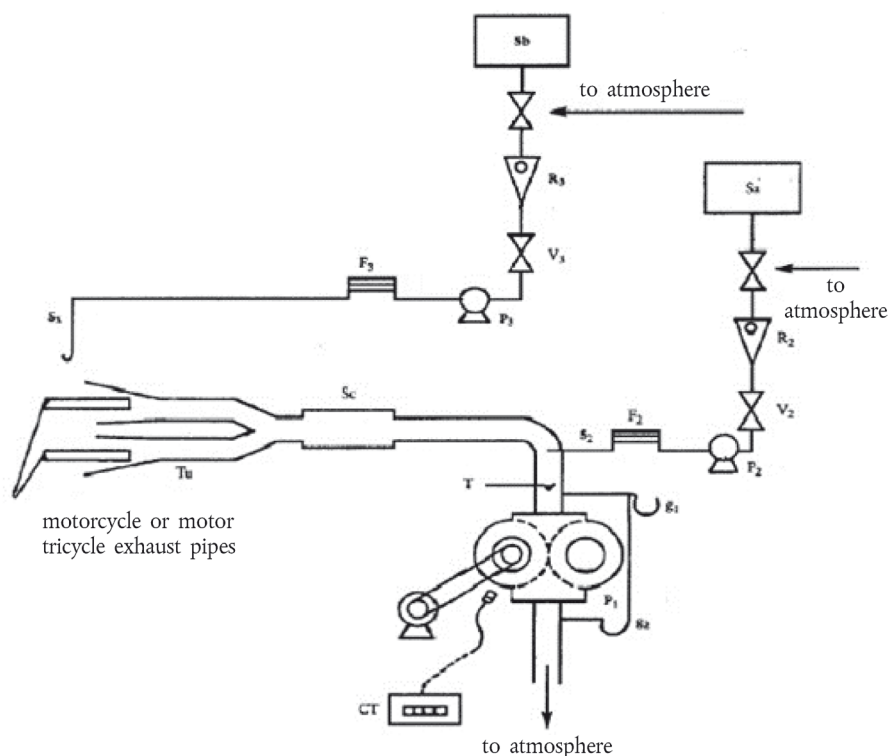 Sb
to atmosphere
R3
Sa
V3
F3
to
atmosphere
S3
P3
R2
Sc
V2
F2
S2
P2
Tu
T
g1
motorcycle or motor
tricycle exhaust pipes
P1
g2
CT
to atmosphere